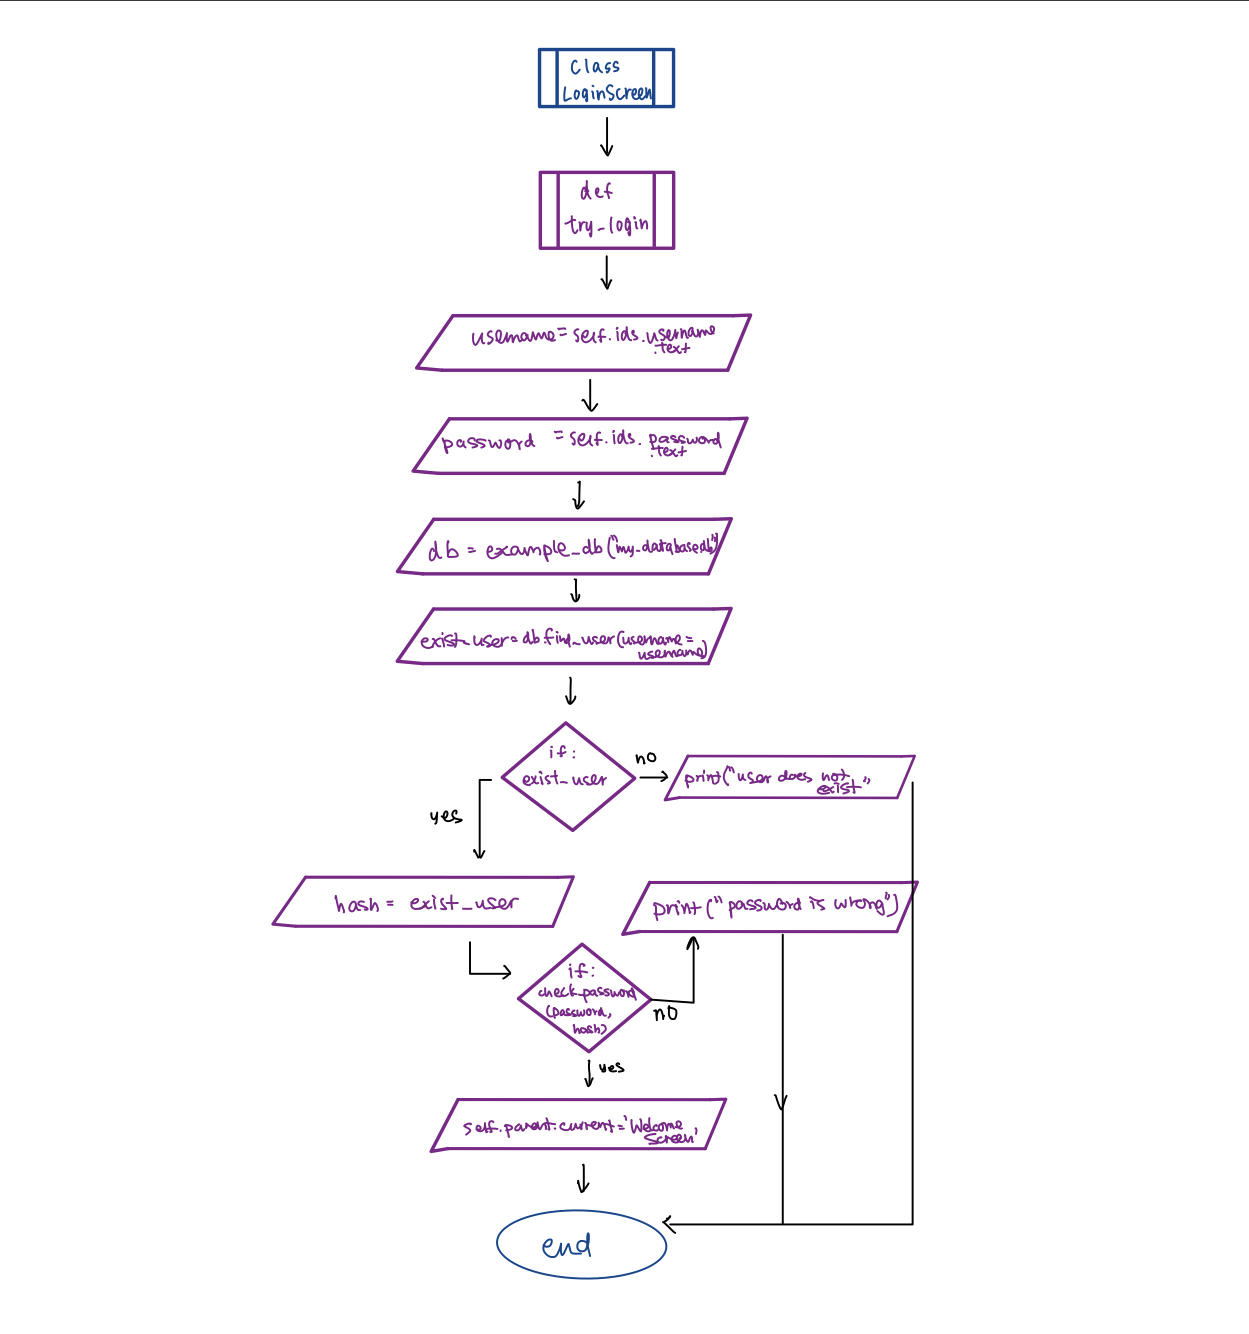 class
LoginScreen
def
try_login
username = self.ids.username
.text
password = self.ids.password
.text
db = example_db("my_database.db")
exist_user = db.find_user(username =
username)
if:
exist_user
no
print("user does not
exist"
yes
hash = exist_user
print("password is wrong")
if:
check_password
(password,
hash)
no
yes
self.parent.current = 'Welcome
Screen'
end